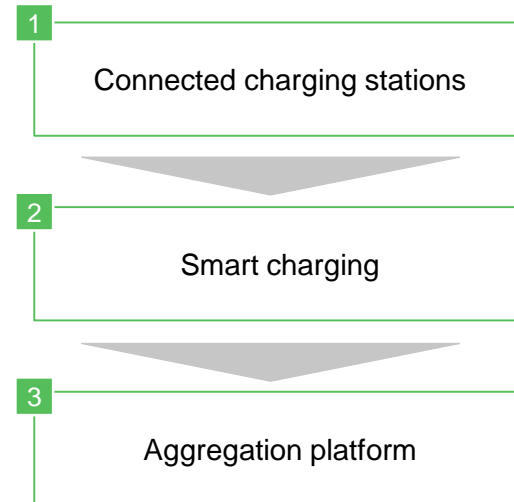 1
Connected charging stations
2
Smart charging
3
Aggregation platform